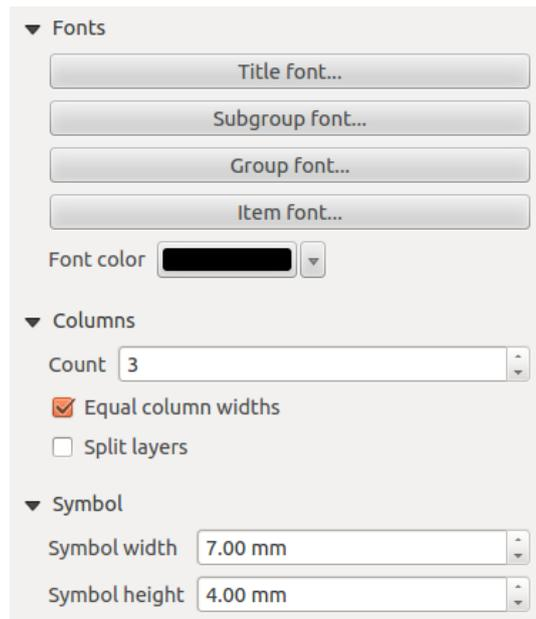 Fonts
Title font...
Subgroup font...
Group font...
Item font...
Font color
Columns
Count 3
Equal column widths
Split layers
Symbol
Symbol width 7.00 mm
Symbol height 4.00 mm